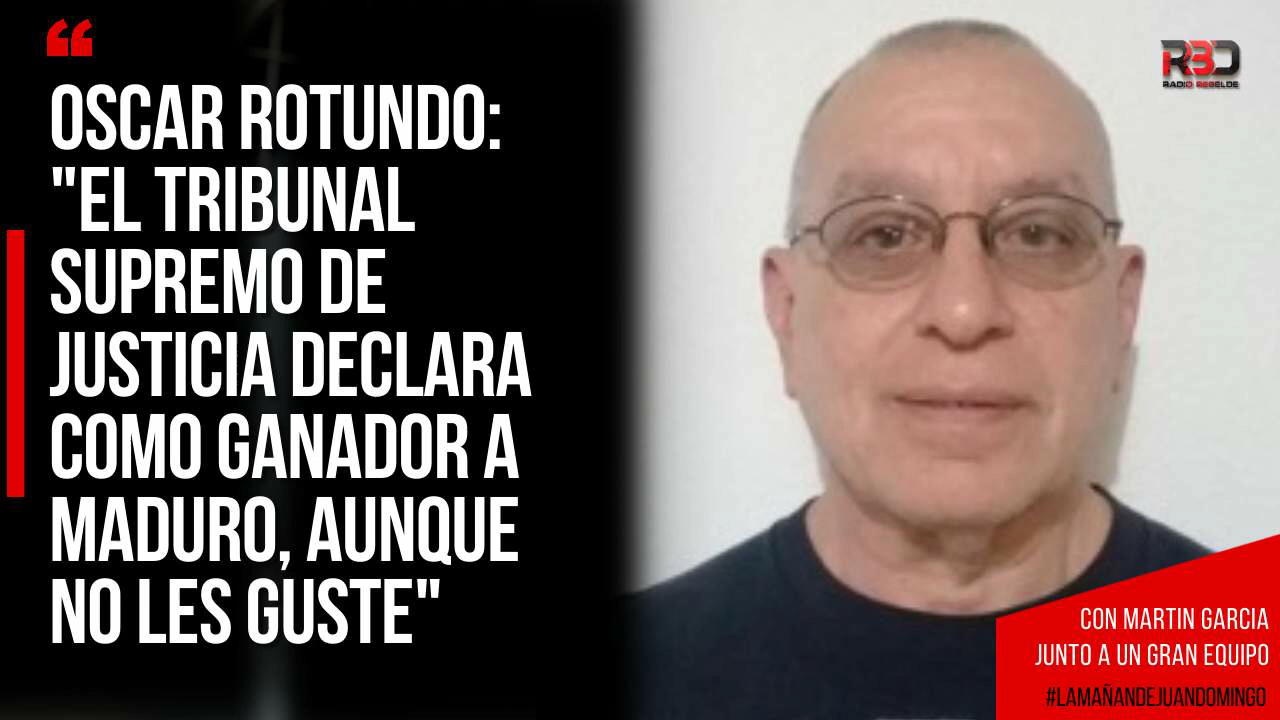 OSCAR ROTUNDO:
"EL TRIBUNAL
SUPREMO DE
JUSTICIA DECLARA
COMO GANADOR A
MADURO, AUNQUE
NO LES GUSTE"
RBD
RADIO REBELDE
CON MARTIN GARCIA
JUNTO A UN GRAN EQUIPO
#LAMAÑANDEJUANDOMINGO